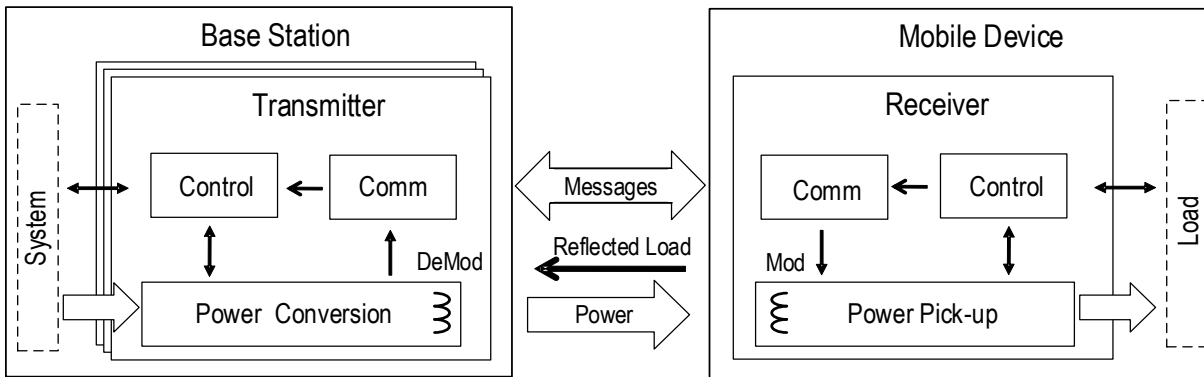 Base Station
Transmitter
System
Control
Comm
DeMod
Power Conversion
Messages
Reflected Load
Power
Mobile Device
Receiver
Comm
Control
Mod
Power Pick-up
Load